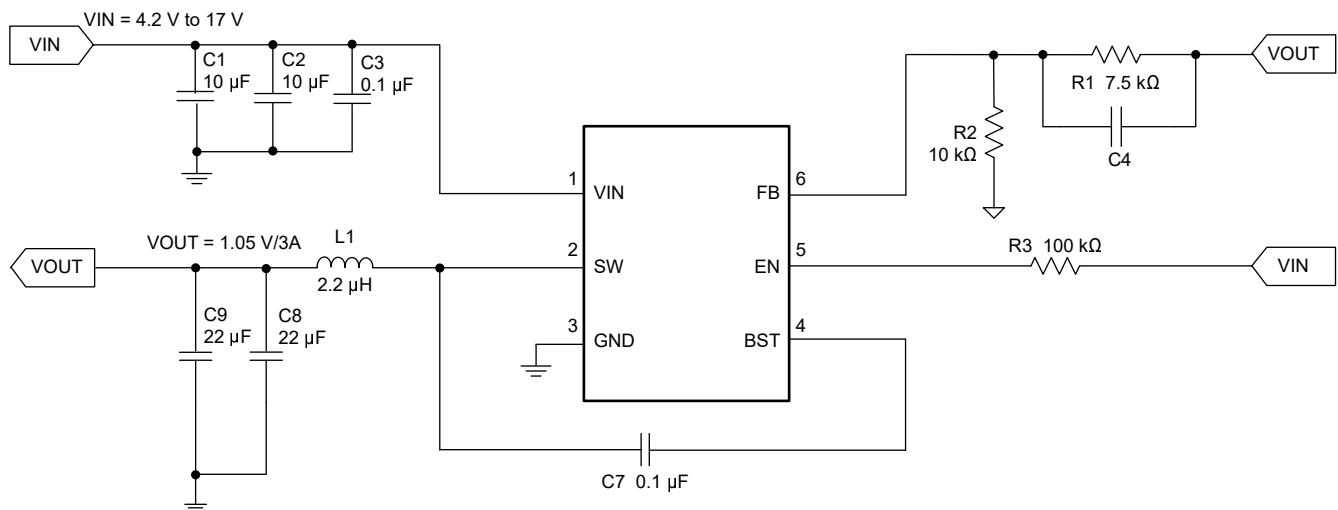 VIN = 4.2 V to 17 V
VIN
C1
10 µF
C2
10 µF
C3
0.1 µF
VOUT
R1 7.5 kΩ
C4
R2
10 kΩ
1
VIN
FB
6
VOUT = 1.05 V/3A
L1
2.2 µH
VOUT
2
SW
EN
5
R3 100 kΩ
VIN
C9
22 µF
C8
22 µF
3
GND
BST
4
C7 0.1 µF